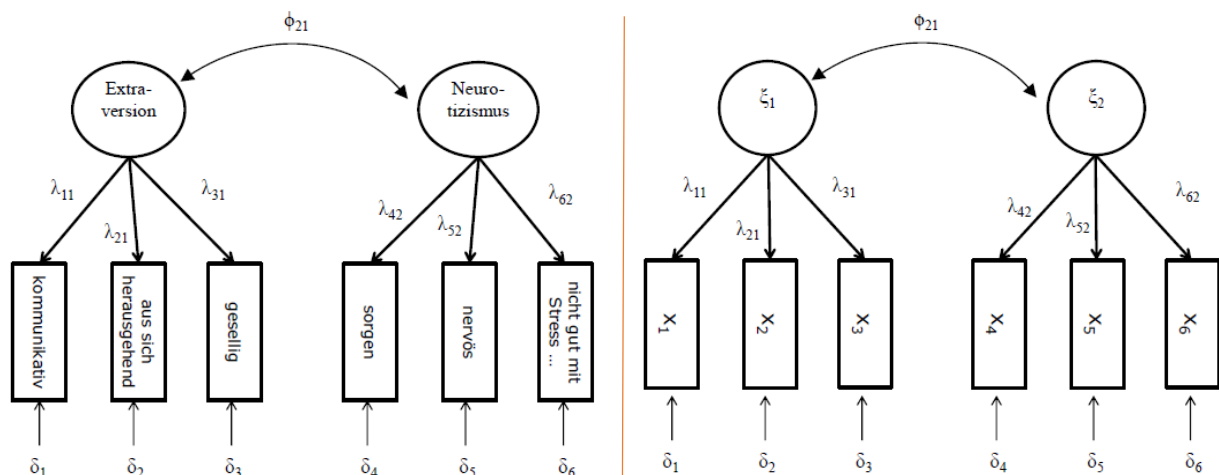 ϕ21
Extra-
version
Neuro-
tizismus
λ11
λ21
λ31
λ42
λ52
λ62
kommunikativ
aus sich
herausgehend
gesellig
sorgen
nervös
nicht gut mit
Stress ...
δ1
δ2
δ3
δ4
δ5
δ6
ϕ21
ξ1
ξ2
λ11
λ21
λ31
λ42
λ52
λ62
X1
X2
X3
X4
X5
X6
δ1
δ2
δ3
δ4
δ5
δ6